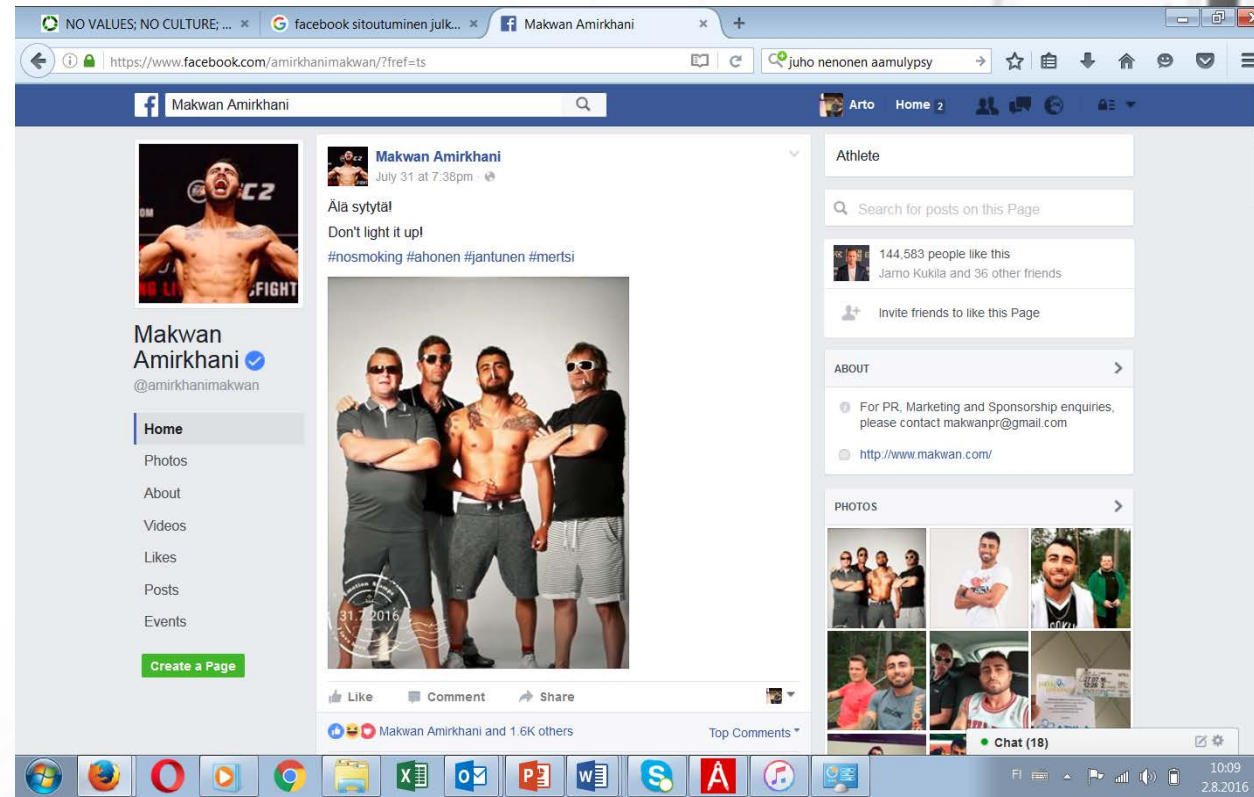 NO VALUES; NO CULTURE; ...
facebook sitoutuminen julk...
Makwan Amirkhani
https://www.facebook.com/amirkhanimakwan/?fref=ts
juho nenonen aamulypsy
Makwan Amirkhani
Arto
Home 2
C2
FIGHT
Makwan
Amirkhani
@amirkhanimakwan
Home
Photos
About
Videos
Likes
Posts
Events
Create a Page
Makwan Amirkhani
July 31 at 7:38pm
Älä sytytä!
Don't light it up!
#nosmoking #ahonen #jantunen #mertsi
31.7.2016
Like Comment Share
Makwan Amirkhani and 1.6K others
Top Comments
Athlete
Search for posts on this Page
144,583 people like this
Jarno Kukila and 36 other friends
Invite friends to like this Page
ABOUT
For PR, Marketing and Sponsorship enquiries,
please contact makwanpr@gmail.com
http://www.makwan.com/
PHOTOS
Chat (18)
FI
10:09
2.8.2016